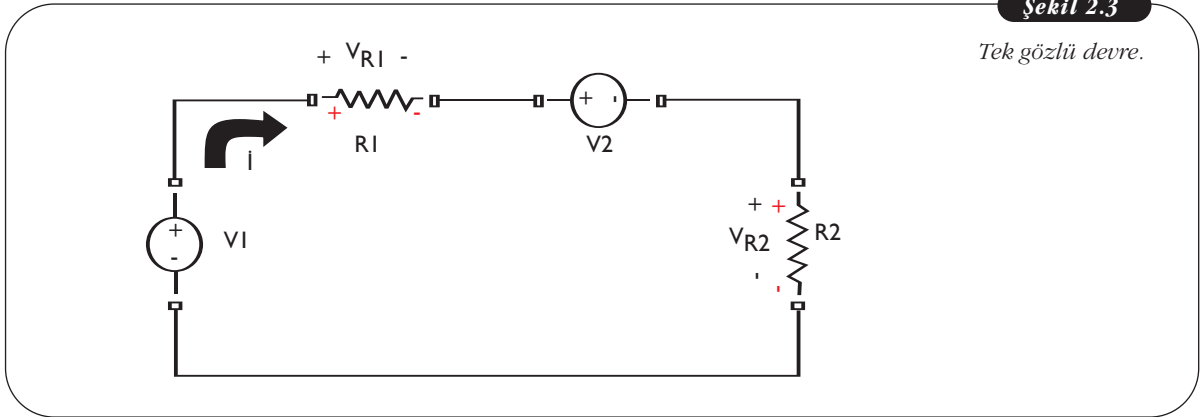 Şekil 2.3
Tek gözlü devre.
+ VR1 -
+ -
R1
İ
+ -
V2
+
-
V1
+ +
VR2
R2
- -